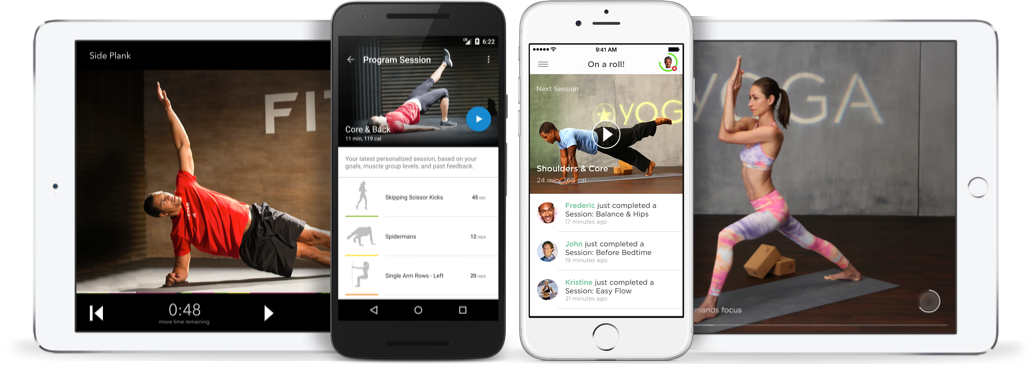 Side Plank
FIT
0:48
move time remaining
6:22
Program Session
Core & Back
11 min, 119 cal
Your latest personalized session, based on your
goals, muscle group levels, and past feedback.
Skipping Scissor Kicks
45 sec
Spidermans
12 reps
Single Arm Rows - Left
20 reps
9:41 AM
On a roll!
Next Session
YOG
Shoulders & Core
24 min
cal
Frederic just completed a
Session: Balance & Hips
17 minutes ago
John just completed a
Session: Before Bedtime
19 minutes ago
Kristine just completed a
Session: Easy Flow
21 minutes ago
YOGA
mands focus